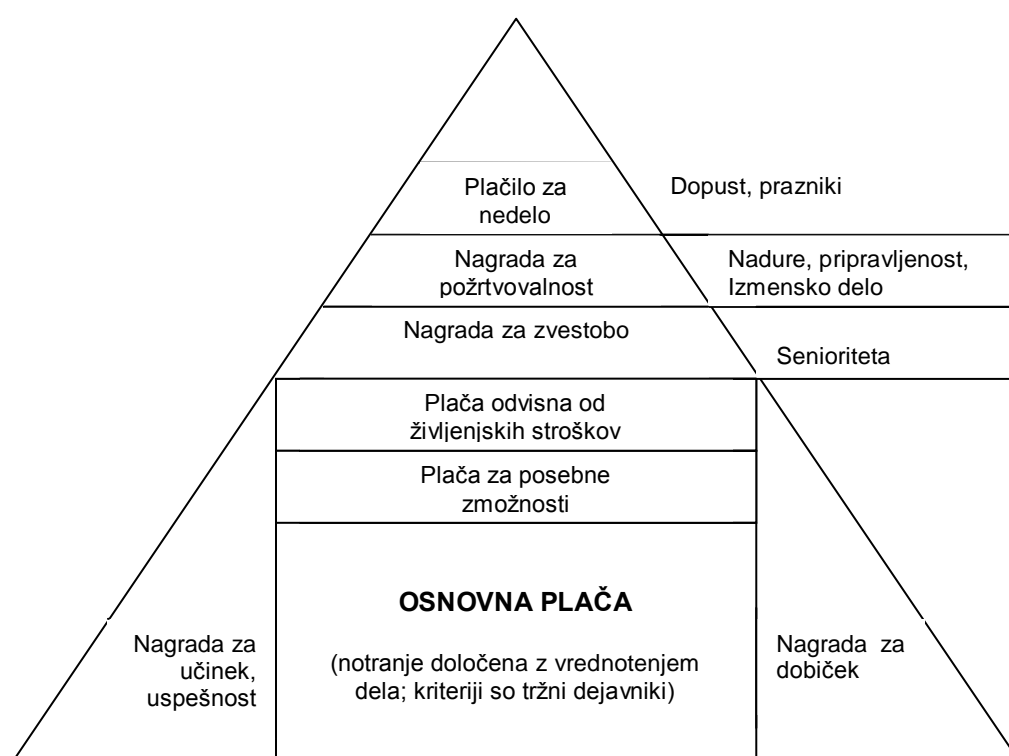 Plačilo za
nedelo
Dopust, prazniki
Nagrada za
požrtvovalnost
Nadure, pripravljenost,
Izmensko delo
Nagrada za zvestobo
Senioriteta
Plača odvisna od
življenjskih stroškov
Plača za posebne
zmožnosti
OSNOVNA PLAČA
(notranje določena z vrednotenjem
dela; kriteriji so tržni dejavniki)
Nagrada za
učinek,
uspešnost
Nagrada za
dobiček